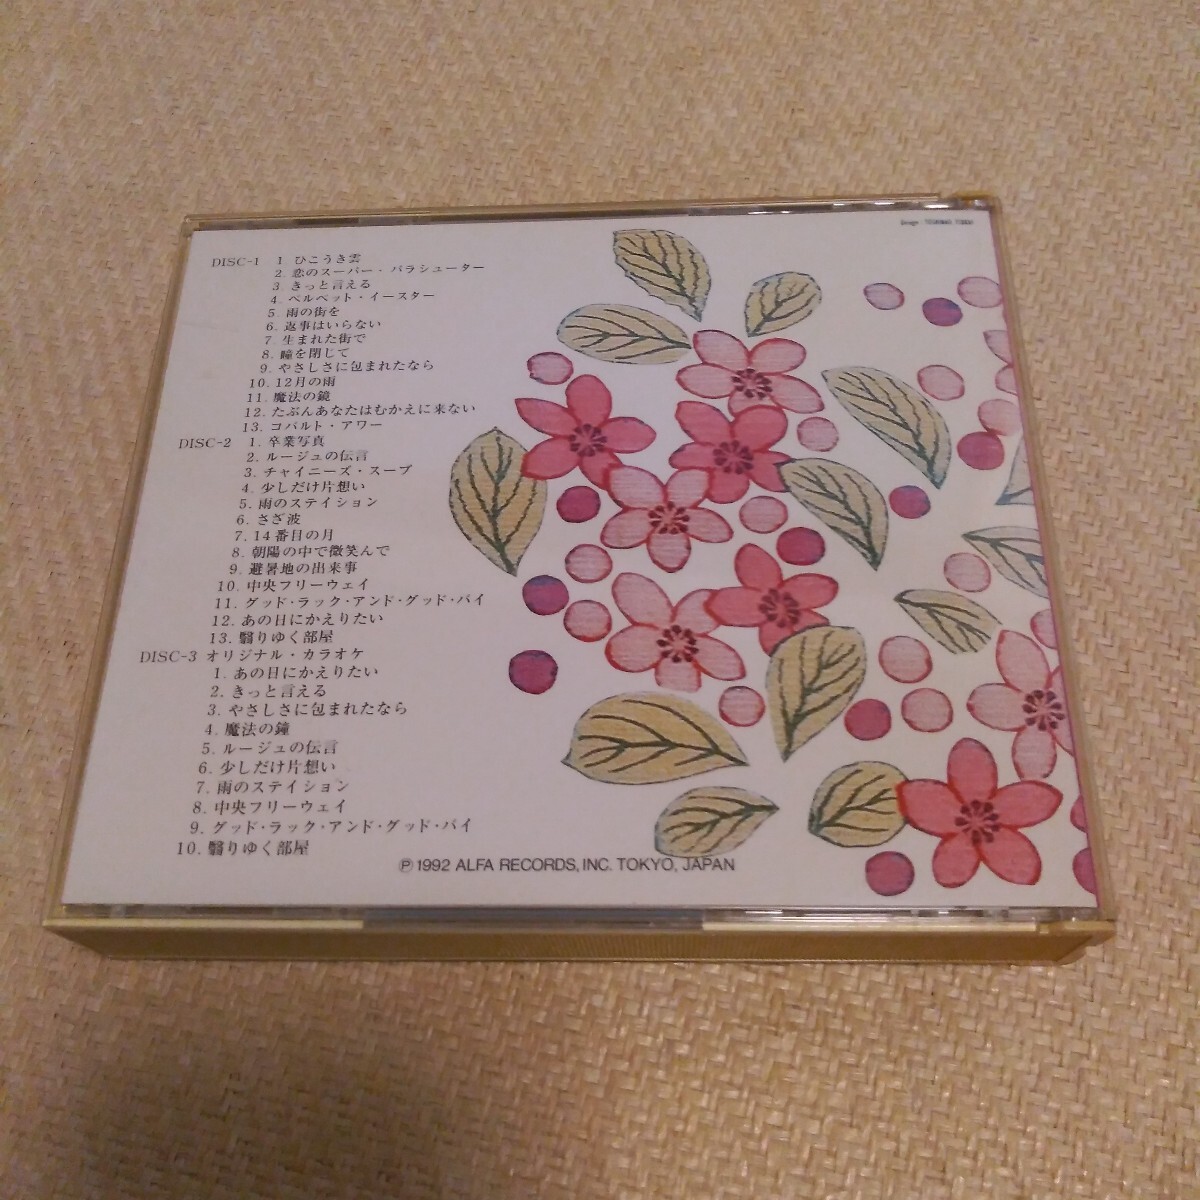 DISC-1 1 ひこうき雲
2. 恋のスーパー・パラシューター
3. きっと言える
4. ベルベット・イースター
5. 雨の街を
6. 返事はいらない
7. 生まれた街で
8. 瞳を閉じて
9. やさしさに包まれたなら
10. 12月の雨
11. 魔法の鏡
12. たぶんあなたはむかえに来ない
13. コバルト・アワー
DISC-2 1. 卒業写真
2. ルージュの伝言
3. チャイニーズ・スープ
4. 少しだけ片想い
5. 雨のステイション
6. さざ波
7. 14番目の月
8. 朝陽の中で微笑んで
9. 避暑地の出来事
10. 中央フリーウェイ
11. グッド・ラック・アンド・グッド・バイ
12. あの日にかえりたい
13. 翳りゆく部屋
DISC-3 オリジナル・カラオケ
1. あの日にかえりたい
2. きっと言える
3. やさしさに包まれたなら
4. 魔法の鐘
5. ルージュの伝言
6. 少しだけ片想い
7. 雨のステイション
8. 中央フリーウェイ
9. グッド・ラック・アンド・グッド・バイ
10. 翳りゆく部屋
Ⓟ 1992 ALFA RECORDS, INC. TOKYO, JAPAN